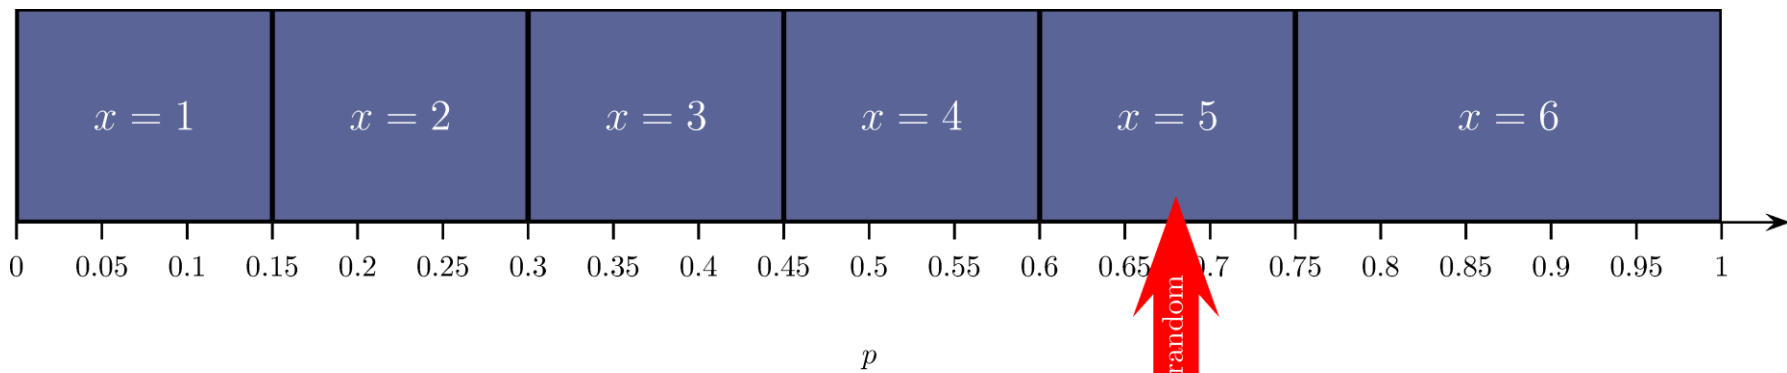 x = 1 x = 2 x = 3 x = 4 x = 5 x = 6
0 0.05 0.1 0.15 0.2 0.25 0.3 0.35 0.4 0.45 0.5 0.55 0.6 0.65 0.7 0.75 0.8 0.85 0.9 0.95 1
random
p